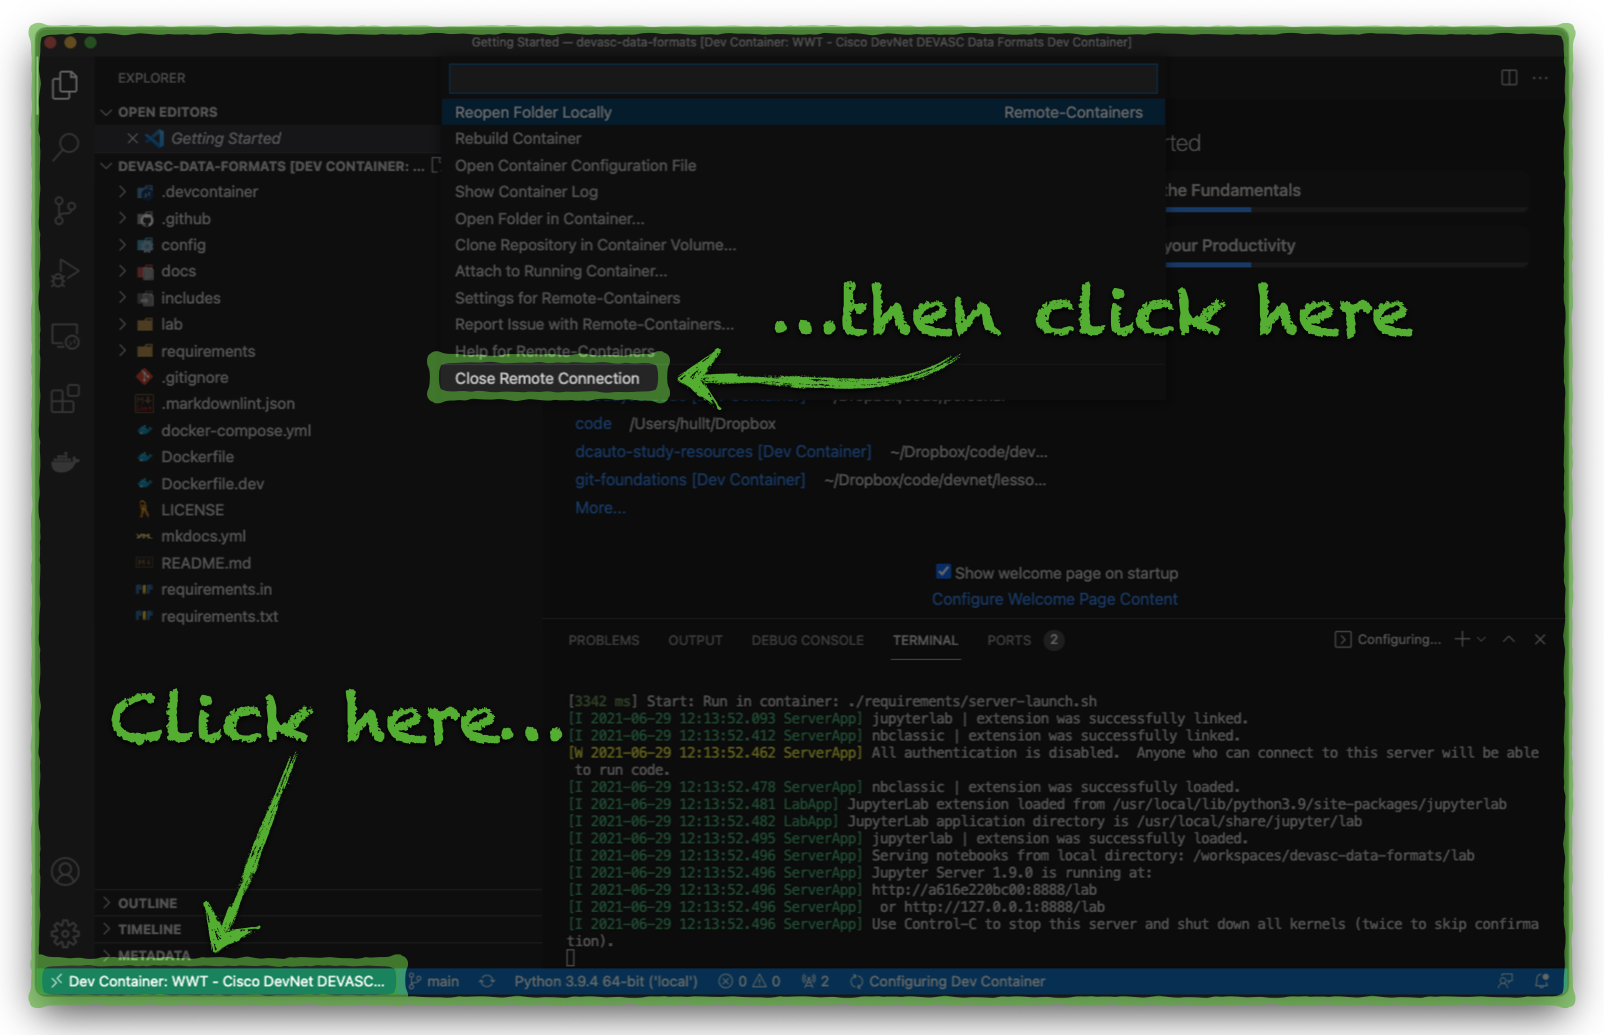 Getting Started — devasc-data-formats [Dev Container: WWT - Cisco DevNet DEVASC Data Formats Dev Container]
EXPLORER
OPEN EDITORS
Getting Started
DEVASC-DATA-FORMATS [DEV CONTAINER: ...
.devcontainer
.github
config
docs
includes
lab
requirements
.gitignore
.markdownlint.json
docker-compose.yml
Dockerfile
Dockerfile.dev
LICENSE
mkdocs.yml
README.md
requirements.in
requirements.txt
Reopen Folder Locally Remote-Containers
Rebuild Container
Open Container Configuration File
Show Container Log
Open Folder in Container...
Clone Repository in Container Volume...
Attach to Running Container...
Settings for Remote-Containers
Report Issue with Remote-Containers...
Help for Remote-Containers
Close Remote Connection
rted
the Fundamentals
your Productivity
...then click here
code /Users/hullt/Dropbox
dcauto-study-resources [Dev Container] ~/Dropbox/code/dev...
git-foundations [Dev Container] ~/Dropbox/code/devnet/lesso...
More...
Show welcome page on startup
Configure Welcome Page Content
PROBLEMS OUTPUT DEBUG CONSOLE TERMINAL PORTS 2 Configuring...
[3342 ms] Start: Run in container: ./requirements/server-launch.sh
[I 2021-06-29 12:13:52.093 ServerApp] jupyterlab | extension was successfully linked.
[I 2021-06-29 12:13:52.412 ServerApp] nbclassic | extension was successfully linked.
[W 2021-06-29 12:13:52.462 ServerApp] All authentication is disabled.  Anyone who can connect to this server will be able
to run code.
[I 2021-06-29 12:13:52.478 ServerApp] nbclassic | extension was successfully loaded.
[I 2021-06-29 12:13:52.481 LabApp] JupyterLab extension loaded from /usr/local/lib/python3.9/site-packages/jupyterlab
[I 2021-06-29 12:13:52.482 LabApp] JupyterLab application directory is /usr/local/share/jupyter/lab
[I 2021-06-29 12:13:52.495 ServerApp] jupyterlab | extension was successfully loaded.
[I 2021-06-29 12:13:52.496 ServerApp] Serving notebooks from local directory: /workspaces/devasc-data-formats/lab
[I 2021-06-29 12:13:52.496 ServerApp] Jupyter Server 1.9.0 is running at:
[I 2021-06-29 12:13:52.496 ServerApp] http://a616e220bc00:8888/lab
[I 2021-06-29 12:13:52.496 ServerApp]  or http://127.0.0.1:8888/lab
[I 2021-06-29 12:13:52.496 ServerApp] Use Control-C to stop this server and shut down all kernels (twice to skip confirma
tion).
Click here...
OUTLINE
TIMELINE
METADATA
Dev Container: WWT - Cisco DevNet DEVASC... main Python 3.9.4 64-bit ('local') 0 0 2 Configuring Dev Container